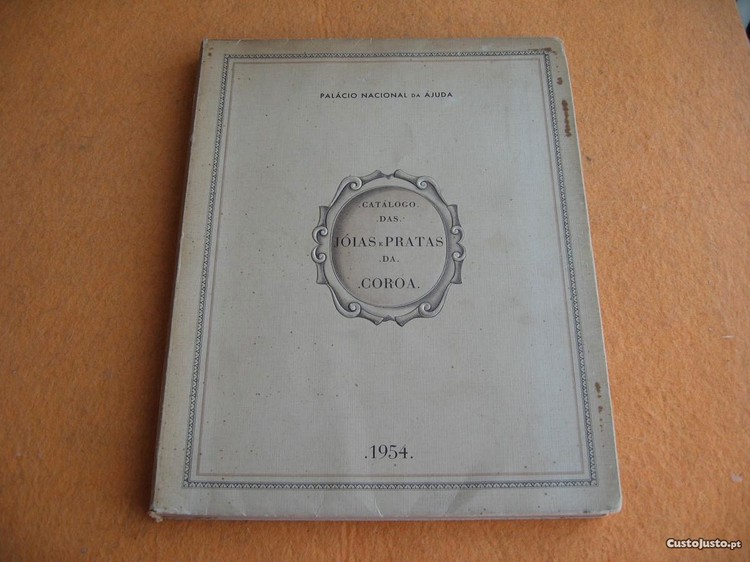 PALÁCIO NACIONAL DA AJUDA
.CATÁLOGO.
.DAS.
JÓIAS E PRATAS
.DA.
.COROA.
.1954.
CustoJusto.pt